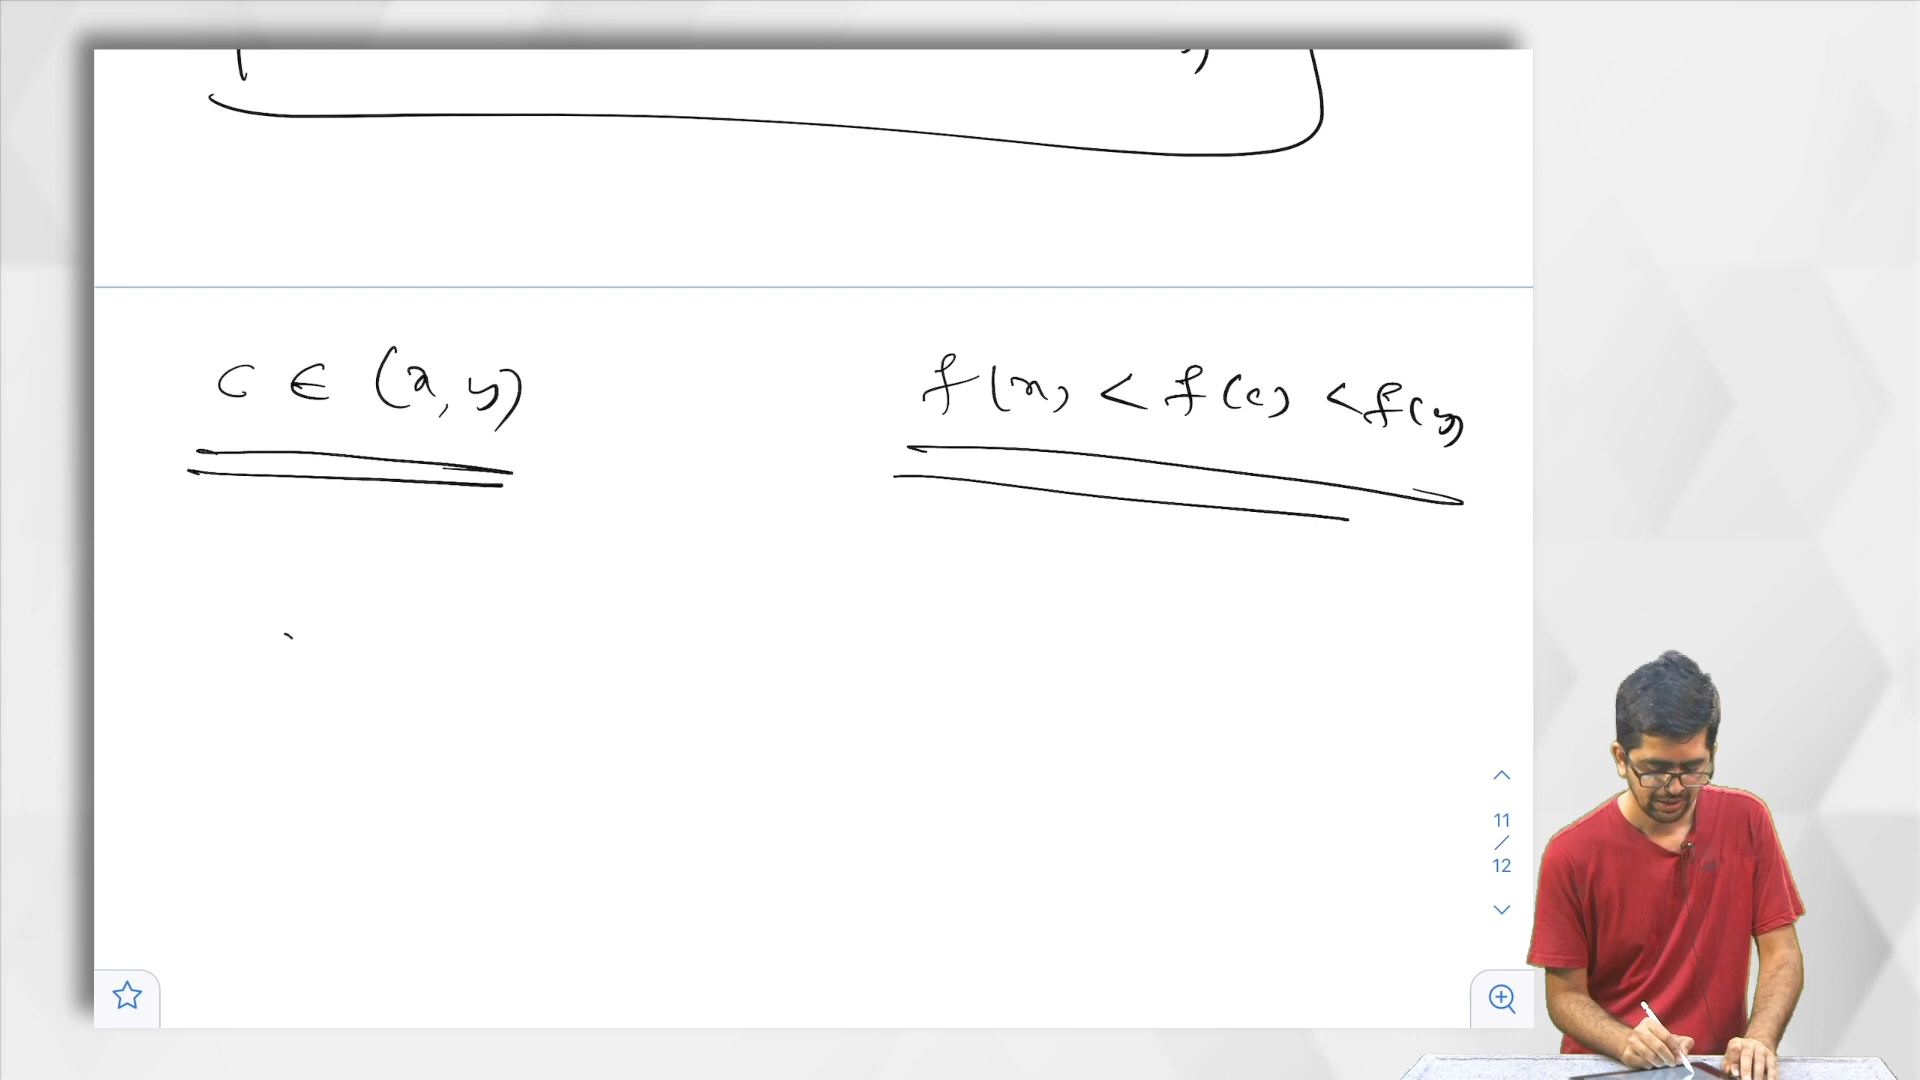 c ∈ (x, y) f(x) < f(c) < f(y)
11
/
12